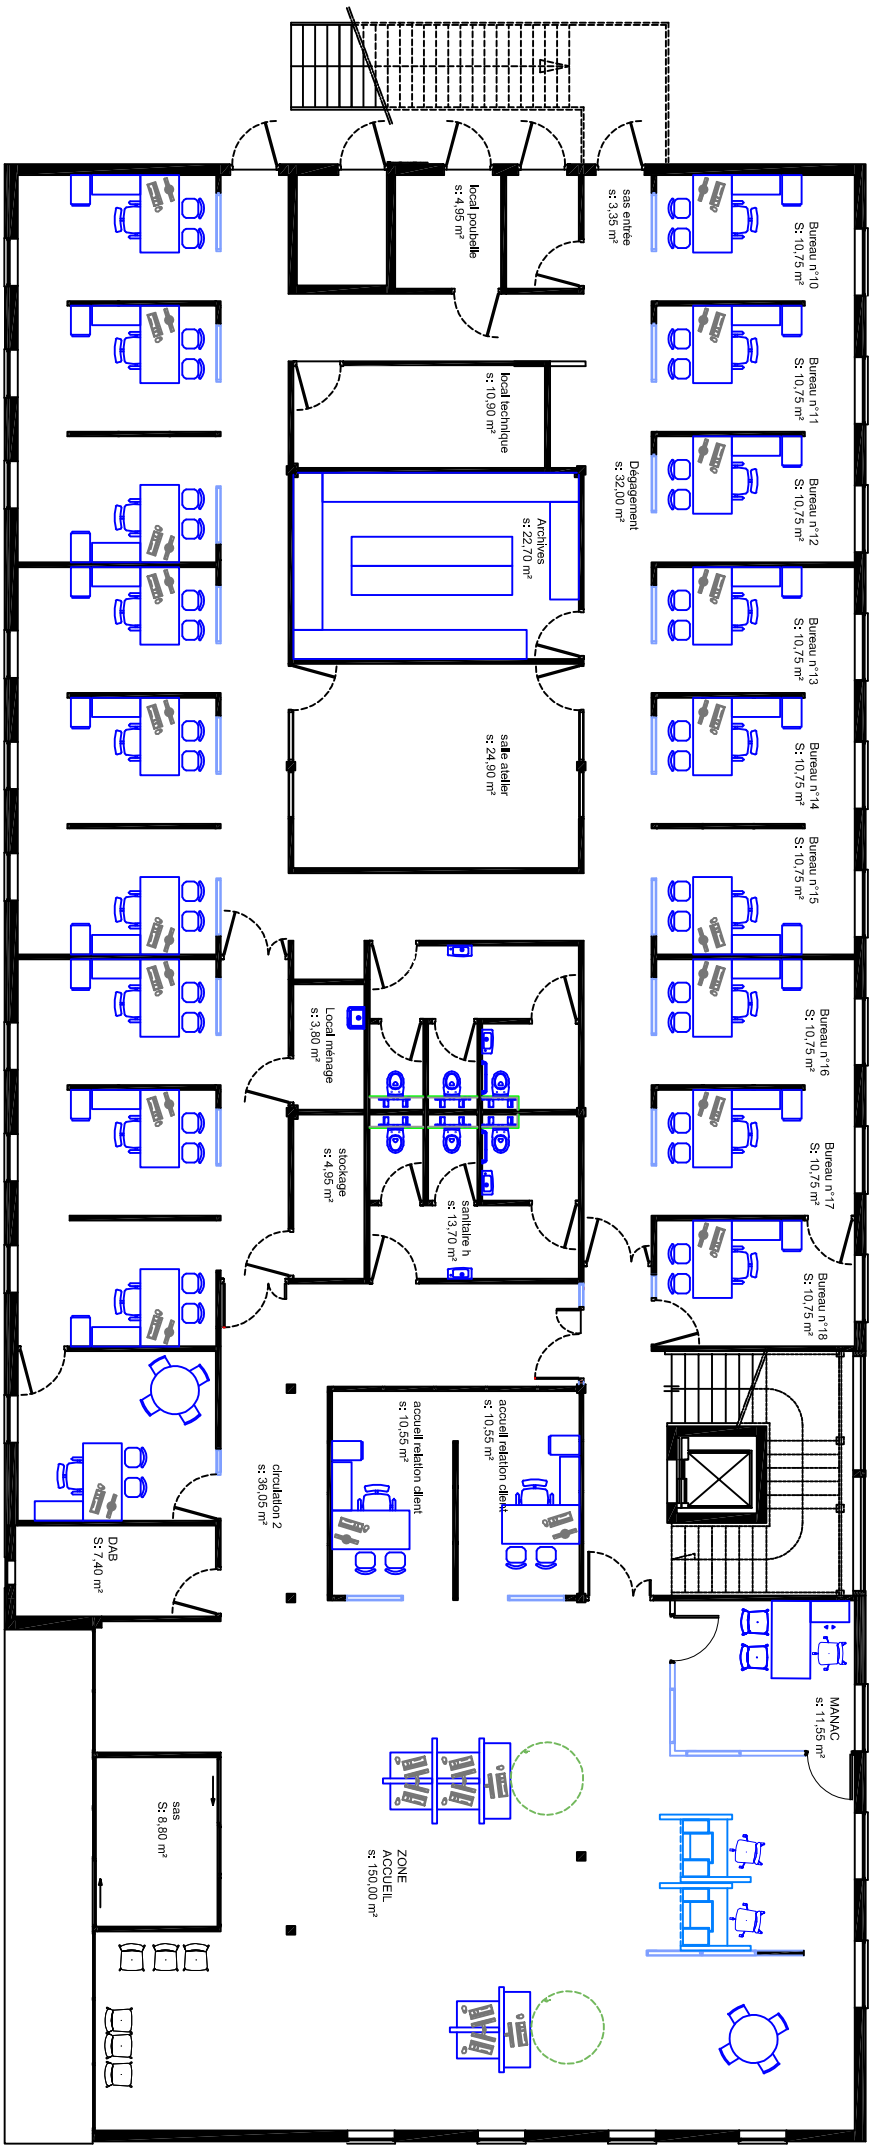 local poubelle
s: 4,95 m²
sas entrée
s: 3,35 m²
Bureau n°10
S: 10,75 m²
local technique
s: 10,90 m²
Bureau n°11
S: 10,75 m²
Dégagement
s: 32,00 m²
Bureau n°12
S: 10,75 m²
Archives
s: 22,70 m²
Bureau n°13
S: 10,75 m²
salle atelier
s: 24,90 m²
Bureau n°14
S: 10,75 m²
Bureau n°15
S: 10,75 m²
Local ménage
s: 3,80 m²
Bureau n°16
S: 10,75 m²
stockage
s: 4,95 m²
sanitaire h
s: 13,70 m²
Bureau n°17
S: 10,75 m²
Bureau n°18
S: 10,75 m²
accueil relation client
s: 10,55 m²
accueil relation client
s: 10,55 m²
circulation 2
s: 36,05 m²
DAB
S: 7,40 m²
MANAC
s: 11,55 m²
sas
S: 8,80 m²
ZONE
ACCUEIL
s: 150,00 m²